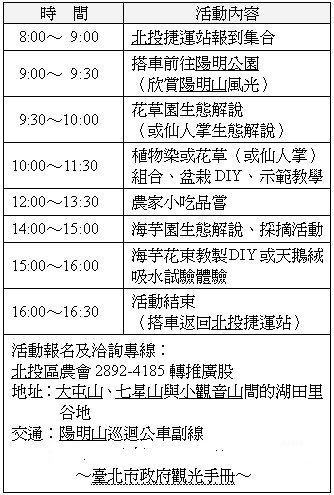 時　間　活動內容
8:00～ 9:00　北投捷運站報到集合
9:00～ 9:30　搭車前往陽明公園
（欣賞陽明山風光）
9:30～10:00　花草園生態解說
（或仙人掌生態解說）
10:00～11:30　植物染或花草（或仙人掌）
組合、盆栽DIY、示範教學
12:00～13:30　農家小吃品嘗
14:00～15:00　海芋園生態解說、採摘活動
15:00～16:00　海芋花束教製DIY或天鵝絨
吸水試驗體驗
16:00～16:30　活動結束
（搭車返回北投捷運站）
活動報名及洽詢專線：
北投區農會 2892-4185 轉推廣股
地址：大屯山、七星山與小觀音山間的湖田里
谷地
交通：陽明山巡迴公車副線
～臺北市政府觀光手冊～